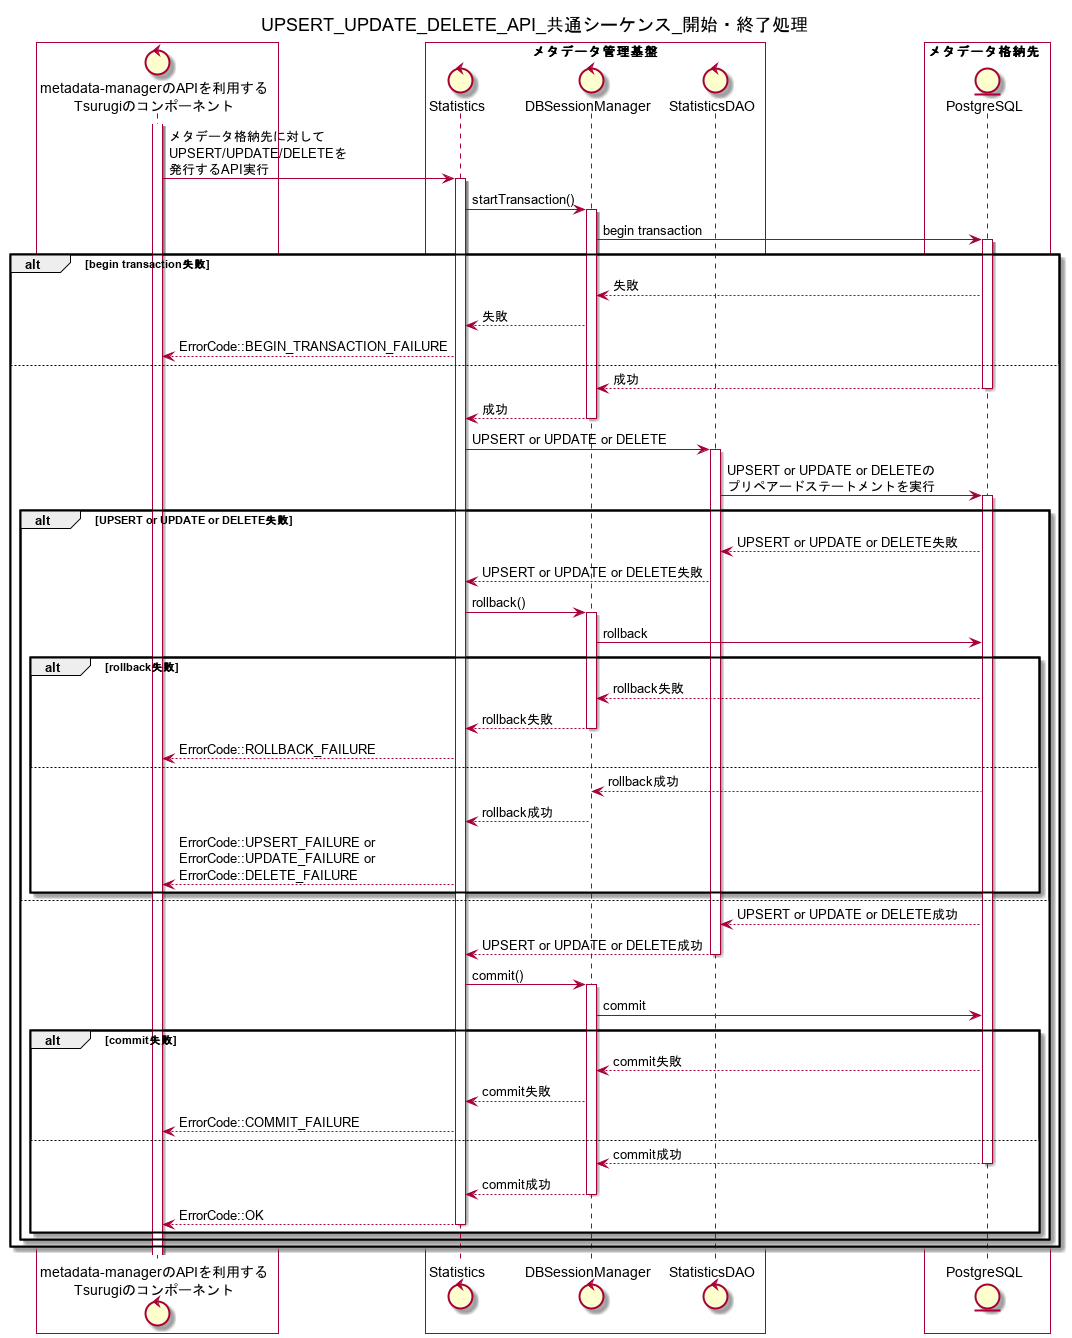 UPSERT_UPDATE_DELETE_API_共通シーケンス_開始・終了処理
メタデータ管理基盤
メタデータ格納先
metadata-managerのAPIを利用する
Tsurugiのコンポーネント
Statistics
DBSessionManager
StatisticsDAO
PostgreSQL
メタデータ格納先に対して
UPSERT/UPDATE/DELETEを
発行するAPI実行
startTransaction()
begin transaction
alt
[begin transaction失敗]
失敗
失敗
ErrorCode::BEGIN_TRANSACTION_FAILURE
成功
成功
UPSERT or UPDATE or DELETE
UPSERT or UPDATE or DELETEの
プリペアードステートメントを実行
alt
[UPSERT or UPDATE or DELETE失敗]
UPSERT or UPDATE or DELETE失敗
UPSERT or UPDATE or DELETE失敗
rollback()
rollback
alt
[rollback失敗]
rollback失敗
rollback失敗
ErrorCode::ROLLBACK_FAILURE
rollback成功
rollback成功
ErrorCode::UPSERT_FAILURE or
ErrorCode::UPDATE_FAILURE or
ErrorCode::DELETE_FAILURE
UPSERT or UPDATE or DELETE成功
UPSERT or UPDATE or DELETE成功
commit()
commit
alt
[commit失敗]
commit失敗
commit失敗
ErrorCode::COMMIT_FAILURE
commit成功
commit成功
ErrorCode::OK
metadata-managerのAPIを利用する
Tsurugiのコンポーネント
Statistics
DBSessionManager
StatisticsDAO
PostgreSQL